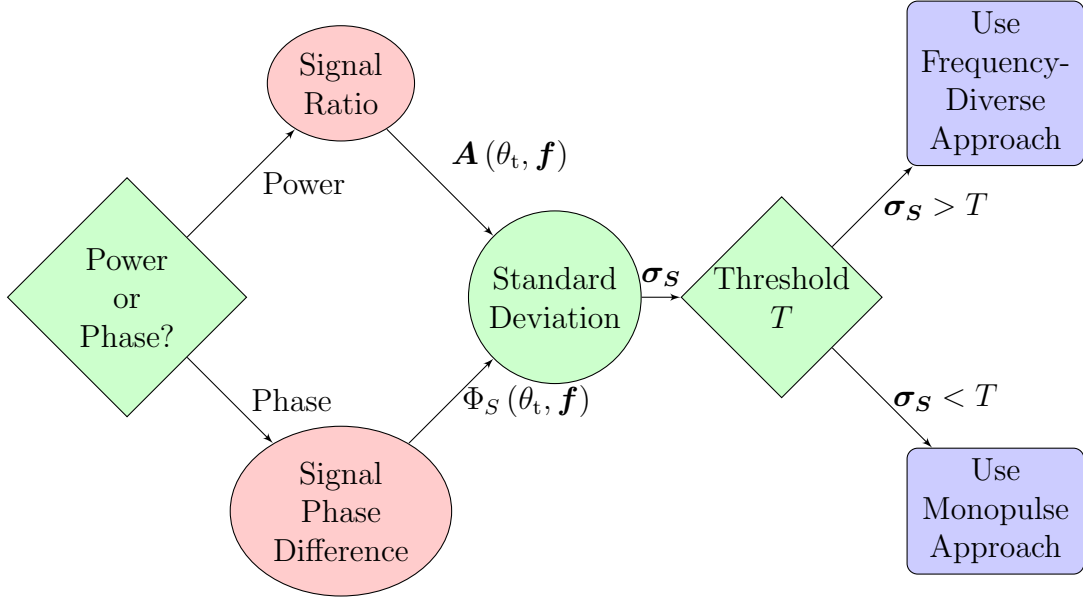 Signal
Ratio
Power
Power
or
Phase?
Phase
Signal
Phase
Difference
𝑨 (θ_t, 𝒇)
Φ_S (θ_t, 𝒇)
Standard
Deviation
𝝈_𝑺
Threshold
T
𝝈_𝑺 > T
𝝈_𝑺 < T
Use
Frequency-
Diverse
Approach
Use
Monopulse
Approach